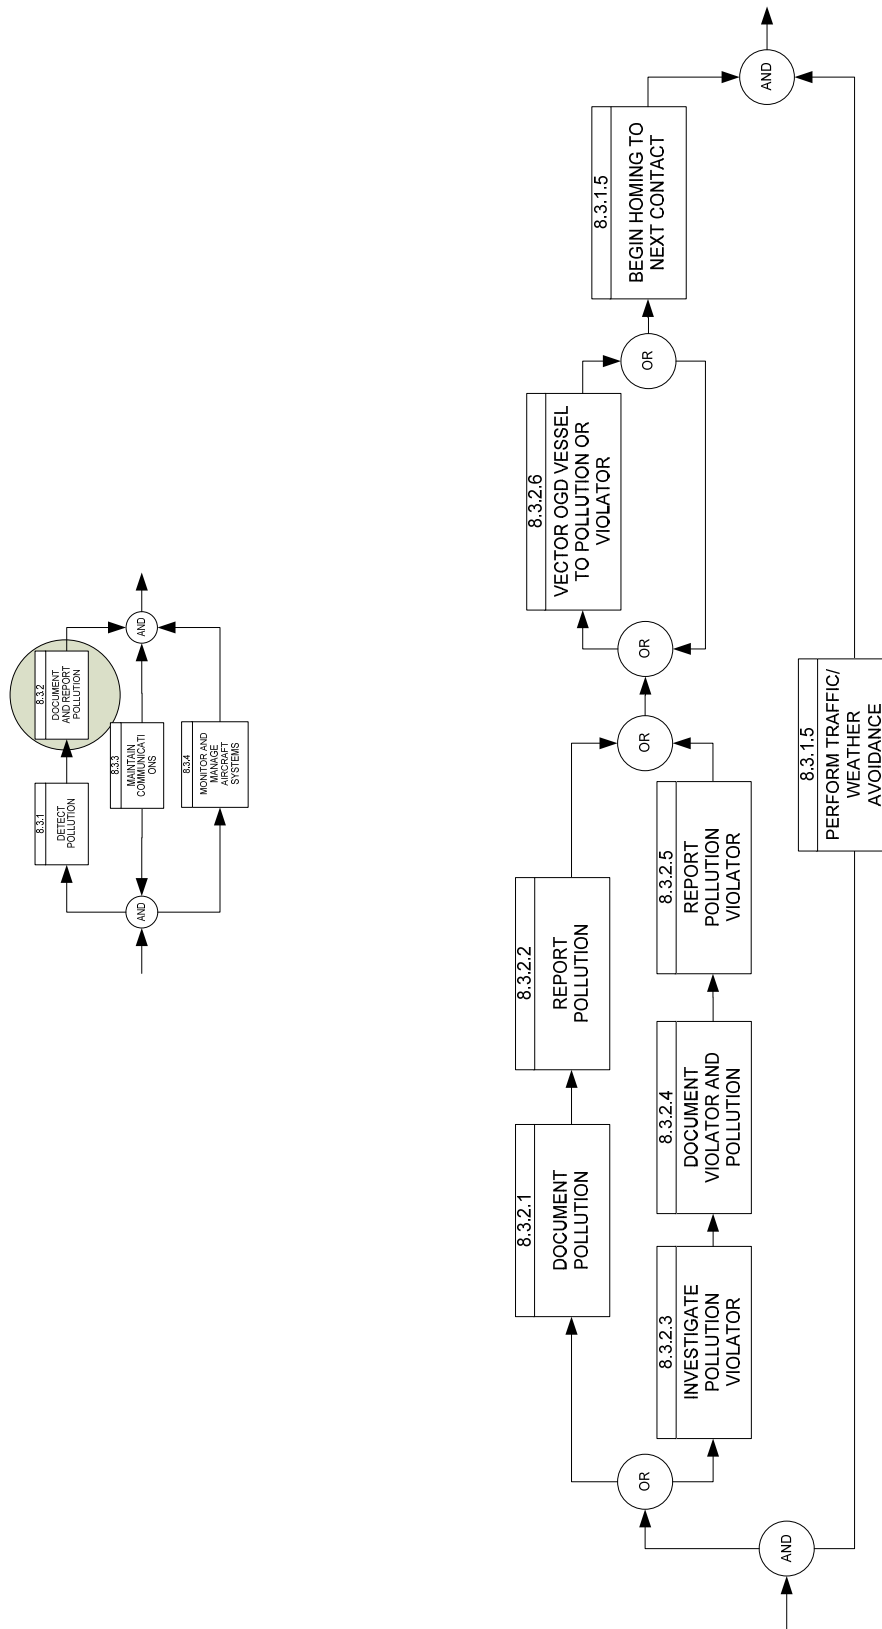 8.3.1
DETECT
POLLUTION
8.3.2
DOCUMENT
AND REPORT
POLLUTION
8.3.3
MAINTAIN
COMMUNICATI
ONS
8.3.4
MONITOR AND
MANAGE
AIRCRAFT
SYSTEMS
AND
AND
AND
OR
8.3.2.1
DOCUMENT
POLLUTION
8.3.2.2
REPORT
POLLUTION
8.3.2.3
INVESTIGATE
POLLUTION
VIOLATOR
8.3.2.4
DOCUMENT
VIOLATOR AND
POLLUTION
8.3.2.5
REPORT
POLLUTION
VIOLATOR
OR
OR
8.3.2.6
VECTOR OGD VESSEL
TO POLLUTION OR
VIOLATOR
OR
8.3.1.5
BEGIN HOMING TO
NEXT CONTACT
8.3.1.5
PERFORM TRAFFIC/
WEATHER
AVOIDANCE
AND